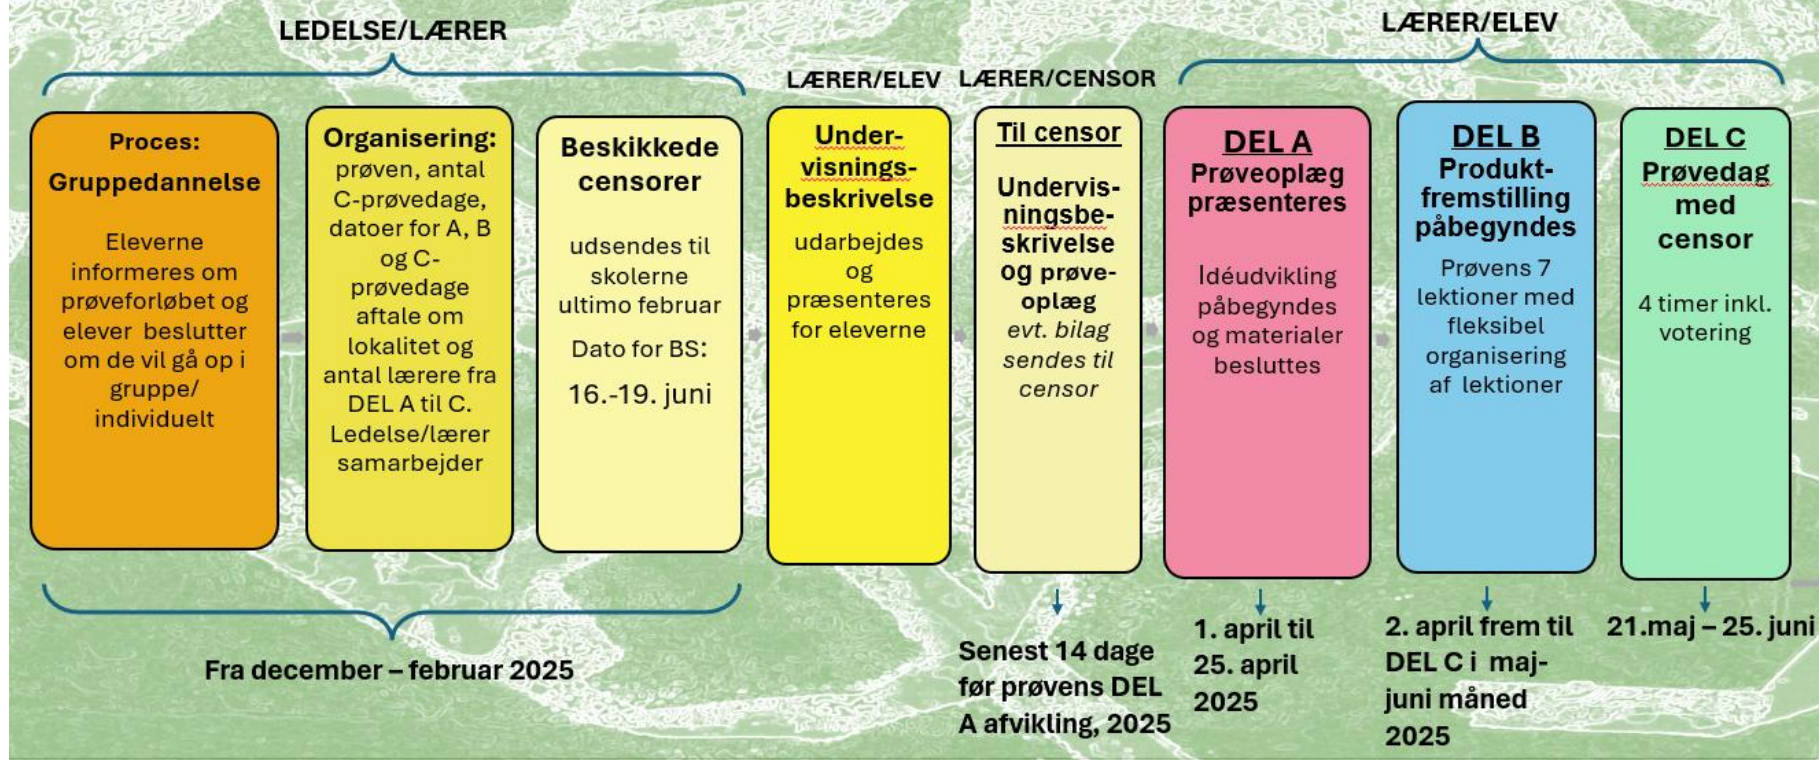 LEDELSE/LÆRER
LÆRER/ELEV
LÆRER/ELEV
LÆRER/CENSOR
Proces:
Gruppedannelse
Eleverne
informeres om
prøveforløbet og
elever beslutter
om de vil gå op i
gruppe/
individuelt
Organisering:
prøven, antal
C-prøvedage,
datoer for A, B
og C-
prøvedage
aftale om
lokalitet og
antal lærere fra
DEL A til C.
Ledelse/lærer
samarbejder
Beskikkede
censorer
udsendes til
skolerne
ultimo februar
Dato for BS:
16.-19. juni
Under-
visnings-
beskrivelse
udarbejdes
og
præsenteres
for eleverne
Til censor
Undervis-
ningsbe-
skrivelse
og prøve-
oplæg
evt. bilag
sendes til
censor
DEL A
Prøveoplæg
præsenteres
Idéudvikling
påbegyndes
og materialer
besluttes
DEL B
Produkt-
fremstilling
påbegyndes
Prøvens 7
lektioner med
fleksibel
organisering
af lektioner
DEL C
Prøvedag
med
censor
4 timer inkl.
votering
Fra december – februar 2025
Senest 14 dage
før prøvens DEL
A afvikling, 2025
1. april til
25. april
2025
2. april frem til
DEL C i maj-
juni måned
2025
21.maj – 25. juni